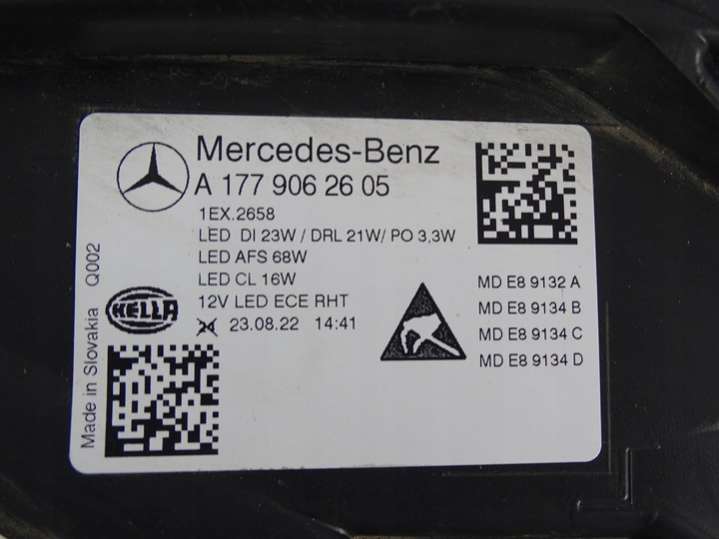 Mercedes-Benz
A 177 906 26 05
1EX.2658
LED DI 23W / DRL 21W/ PO 3,3W
LED AFS 68W
LED CL 16W
12V LED ECE RHT
23.08.22 14:41
HELLA
Made in Slovakia Q002
MD E8 9132 A
MD E8 9134 B
MD E8 9134 C
MD E8 9134 D